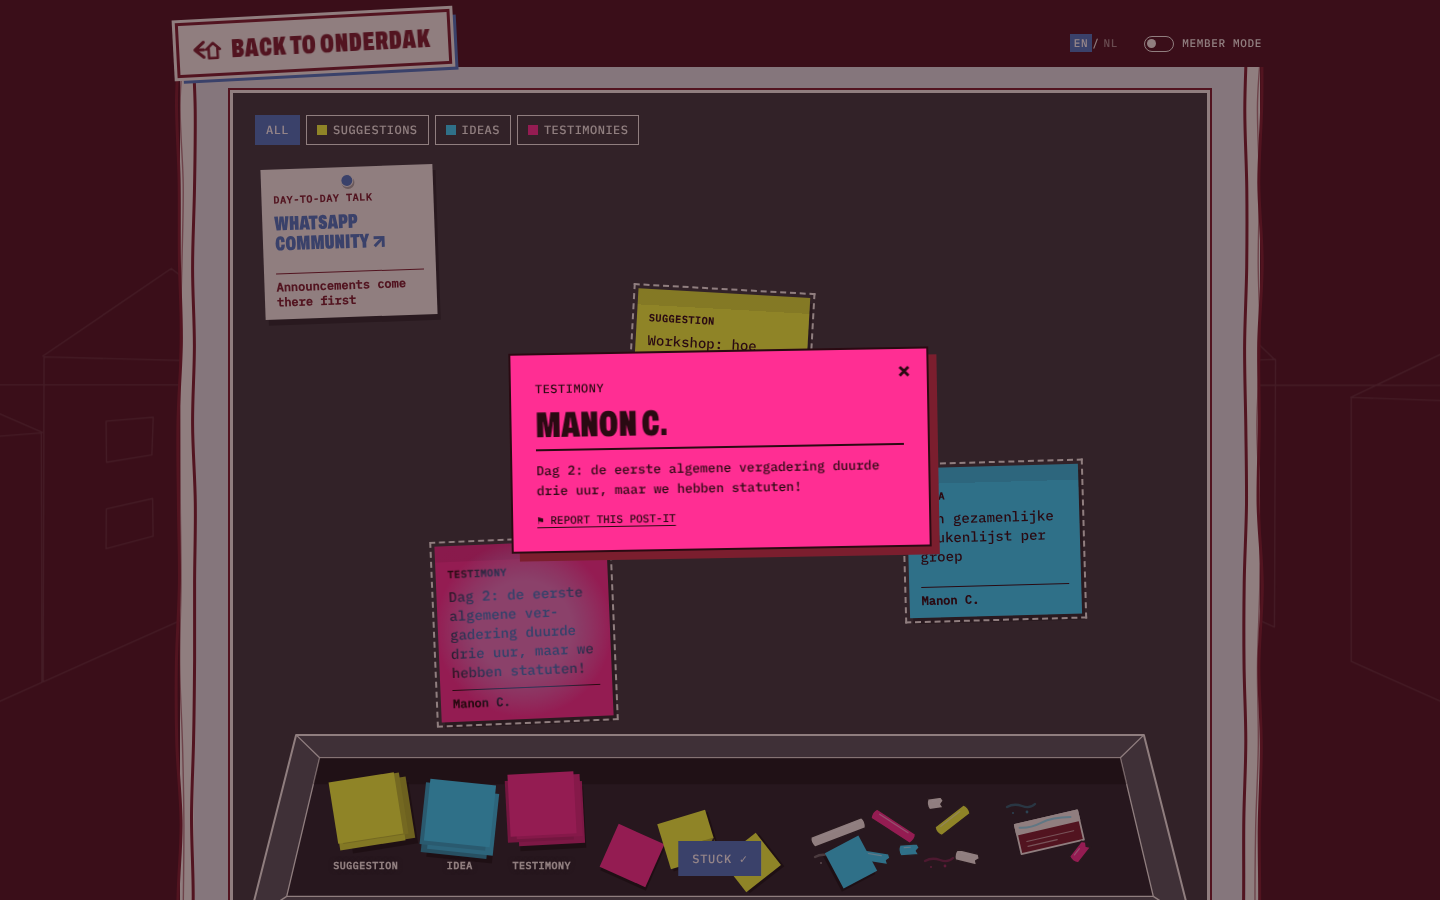 BACK TO ONDERDAK
EN / NL
MEMBER MODE
ALL
SUGGESTIONS
IDEAS
TESTIMONIES
DAY-TO-DAY TALK
WHATSAPP
COMMUNITY
Announcements come
there first
SUGGESTION
Workshop: hoe
TESTIMONY
MANON C.
Dag 2: de eerste algemene vergadering duurde
drie uur, maar we hebben statuten!
REPORT THIS POST-IT
gezamenlijke
per
groep
Manon C.
TESTIMONY
Dag 2: de eerste
algemene ver-
gadering duurde
drie uur, maar we
hebben statuten!
Manon C.
SUGGESTION
IDEA
TESTIMONY
STUCK ✓